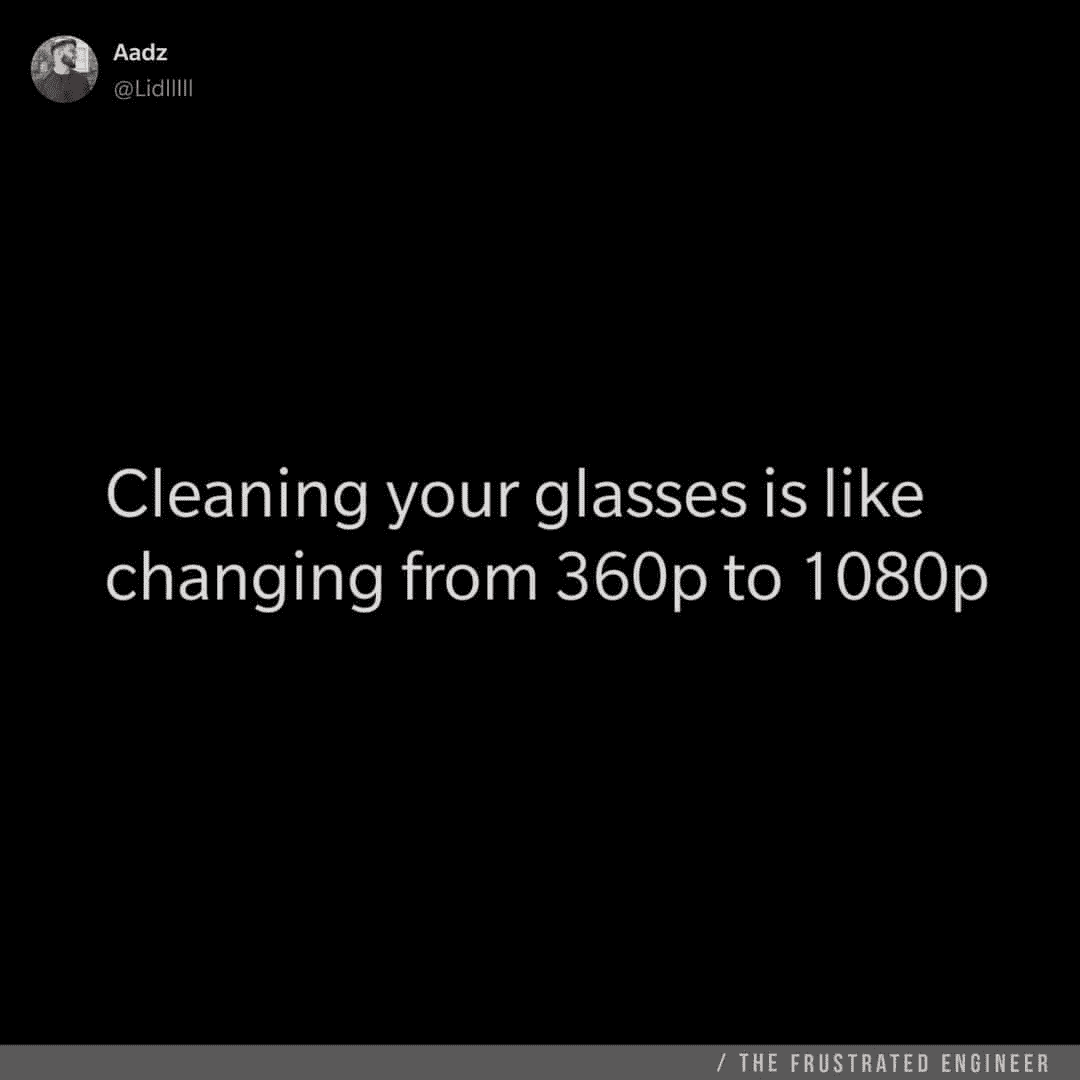 Aadz
@Lidlllll
Cleaning your glasses is like
changing from 360p to 1080p
/ THE FRUSTRATED ENGINEER